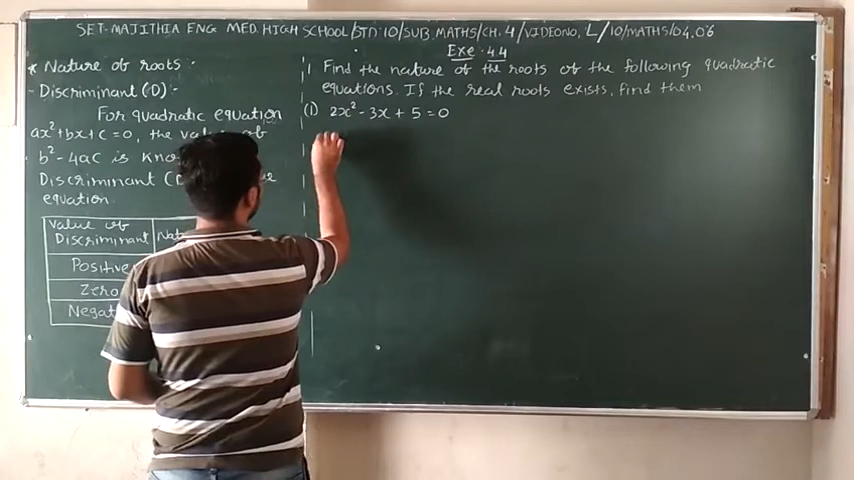 SET-MAJITHIA ENG MED. HIGH SCHOOL/STD 10/SUB MATHS/CH. 4/VIDEO NO, L/10/MATHS/04.06
Exe. 4.4
* Nature of roots :-
- Discriminant (D) :-
For quadratic equation
ax²+bx+c=0, the of
b²-4ac is
Discriminant
equation.
Value of
Discriminant
Positive
Zero
1 Find the nature of the roots of the following quadratic
equations. If the real roots exists, find them
(1) 2x² - 3x + 5 = 0